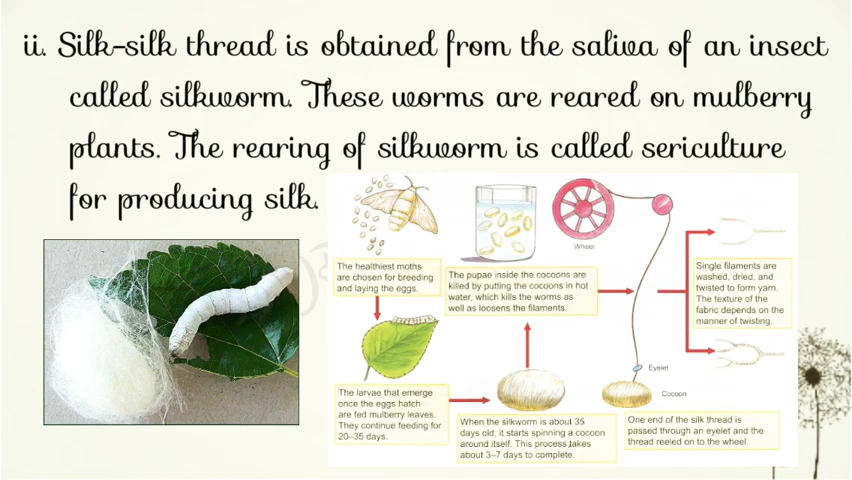 ii. Silk-silk thread is obtained from the saliva of an insect
called silkworm. These worms are reared on mulberry
plants. The rearing of silkworm is called sericulture
for producing silk.
The healthiest moths
are chosen for breeding
and laying the eggs.
The pupae inside the cocoons are
killed by putting the cocoons in hot
water, which kills the worms as
well as loosens the filaments.
Wheel
Single filaments are
washed, dried, and
twisted to form yarn.
The texture of the
fabric depends on the
manner of twisting.
The larvae that emerge
once the eggs hatch
are fed mulberry leaves.
They continue feeding for
20–35 days.
When the silkworm is about 35
days old, it starts spinning a cocoon
around itself. This process takes
about 3–7 days to complete.
Eyelet
Cocoon
One end of the silk thread is
passed through an eyelet and the
thread reeled on to the wheel.